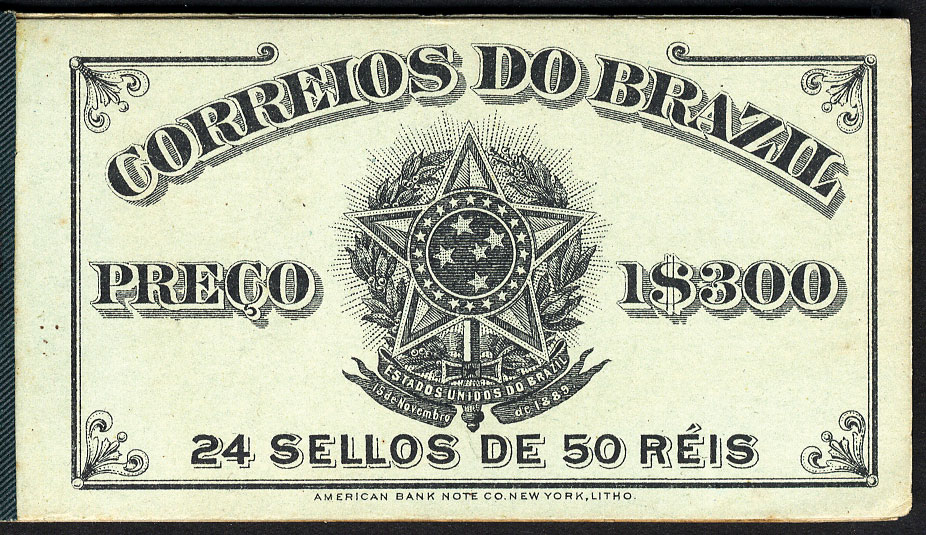 CORREIOS DO BRAZIL
PREÇO 1$300
ESTADOS UNIDOS DO BRAZIL
15 de Novembro de 1889
24 SELLOS DE 50 RÉIS
AMERICAN BANK NOTE CO. NEW YORK, LITHO.